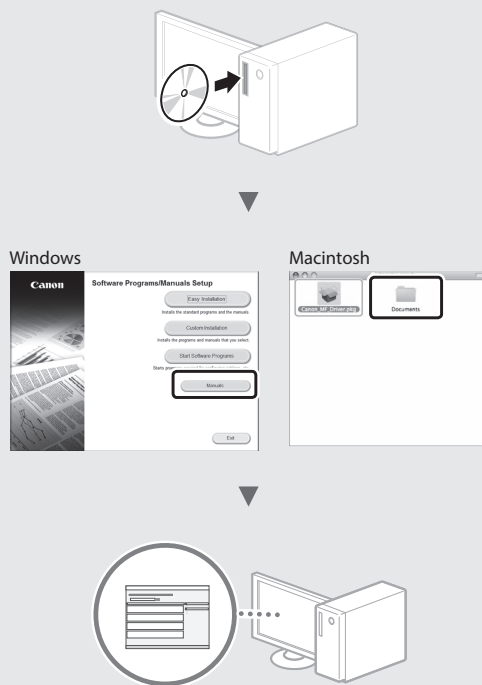 Windows
Macintosh
Canon
Software Programs/Manuals Setup
Easy Installation
Installs the standard programs and the manuals.
Custom Installation
Installs the programs and manuals that you select.
Start Software Programs
Manuals
Exit
Canon_MF_Driver.pkg
Documents